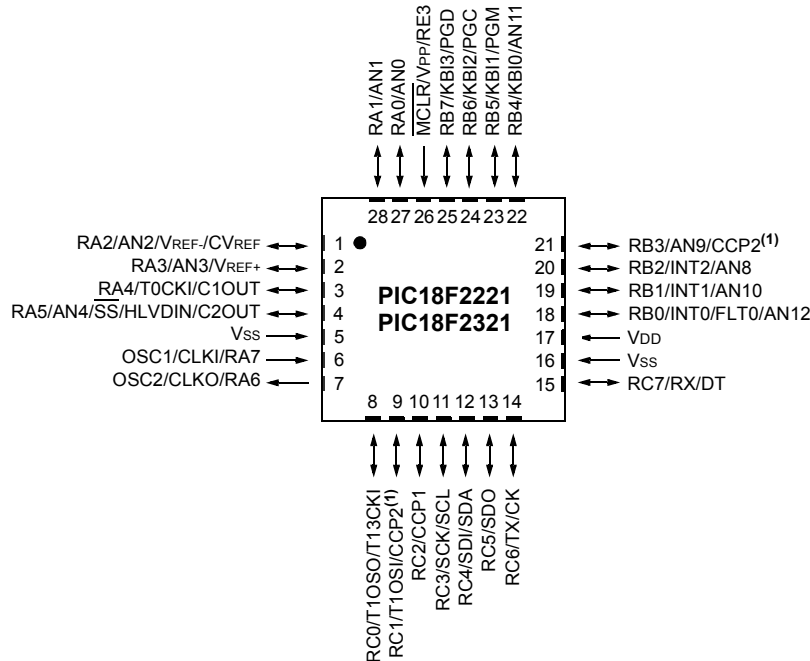 RA1/AN1
RA0/AN0
MCLR/VPP/RE3
RB7/KBI3/PGD
RB6/KBI2/PGC
RB5/KBI1/PGM
RB4/KBI0/AN11
28 27 26 25 24 23 22
RA2/AN2/VREF-/CVREF 1
RA3/AN3/VREF+ 2
RA4/T0CKI/C1OUT 3
RA5/AN4/SS/HLVDIN/C2OUT 4
VSS 5
OSC1/CLKI/RA7 6
OSC2/CLKO/RA6 7
PIC18F2221
PIC18F2321
21 RB3/AN9/CCP2(1)
20 RB2/INT2/AN8
19 RB1/INT1/AN10
18 RB0/INT0/FLT0/AN12
17 VDD
16 VSS
15 RC7/RX/DT
8 9 10 11 12 13 14
RC0/T1OSO/T13CKI
RC1/T1OSI/CCP2(1)
RC2/CCP1
RC3/SCK/SCL
RC4/SDI/SDA
RC5/SDO
RC6/TX/CK